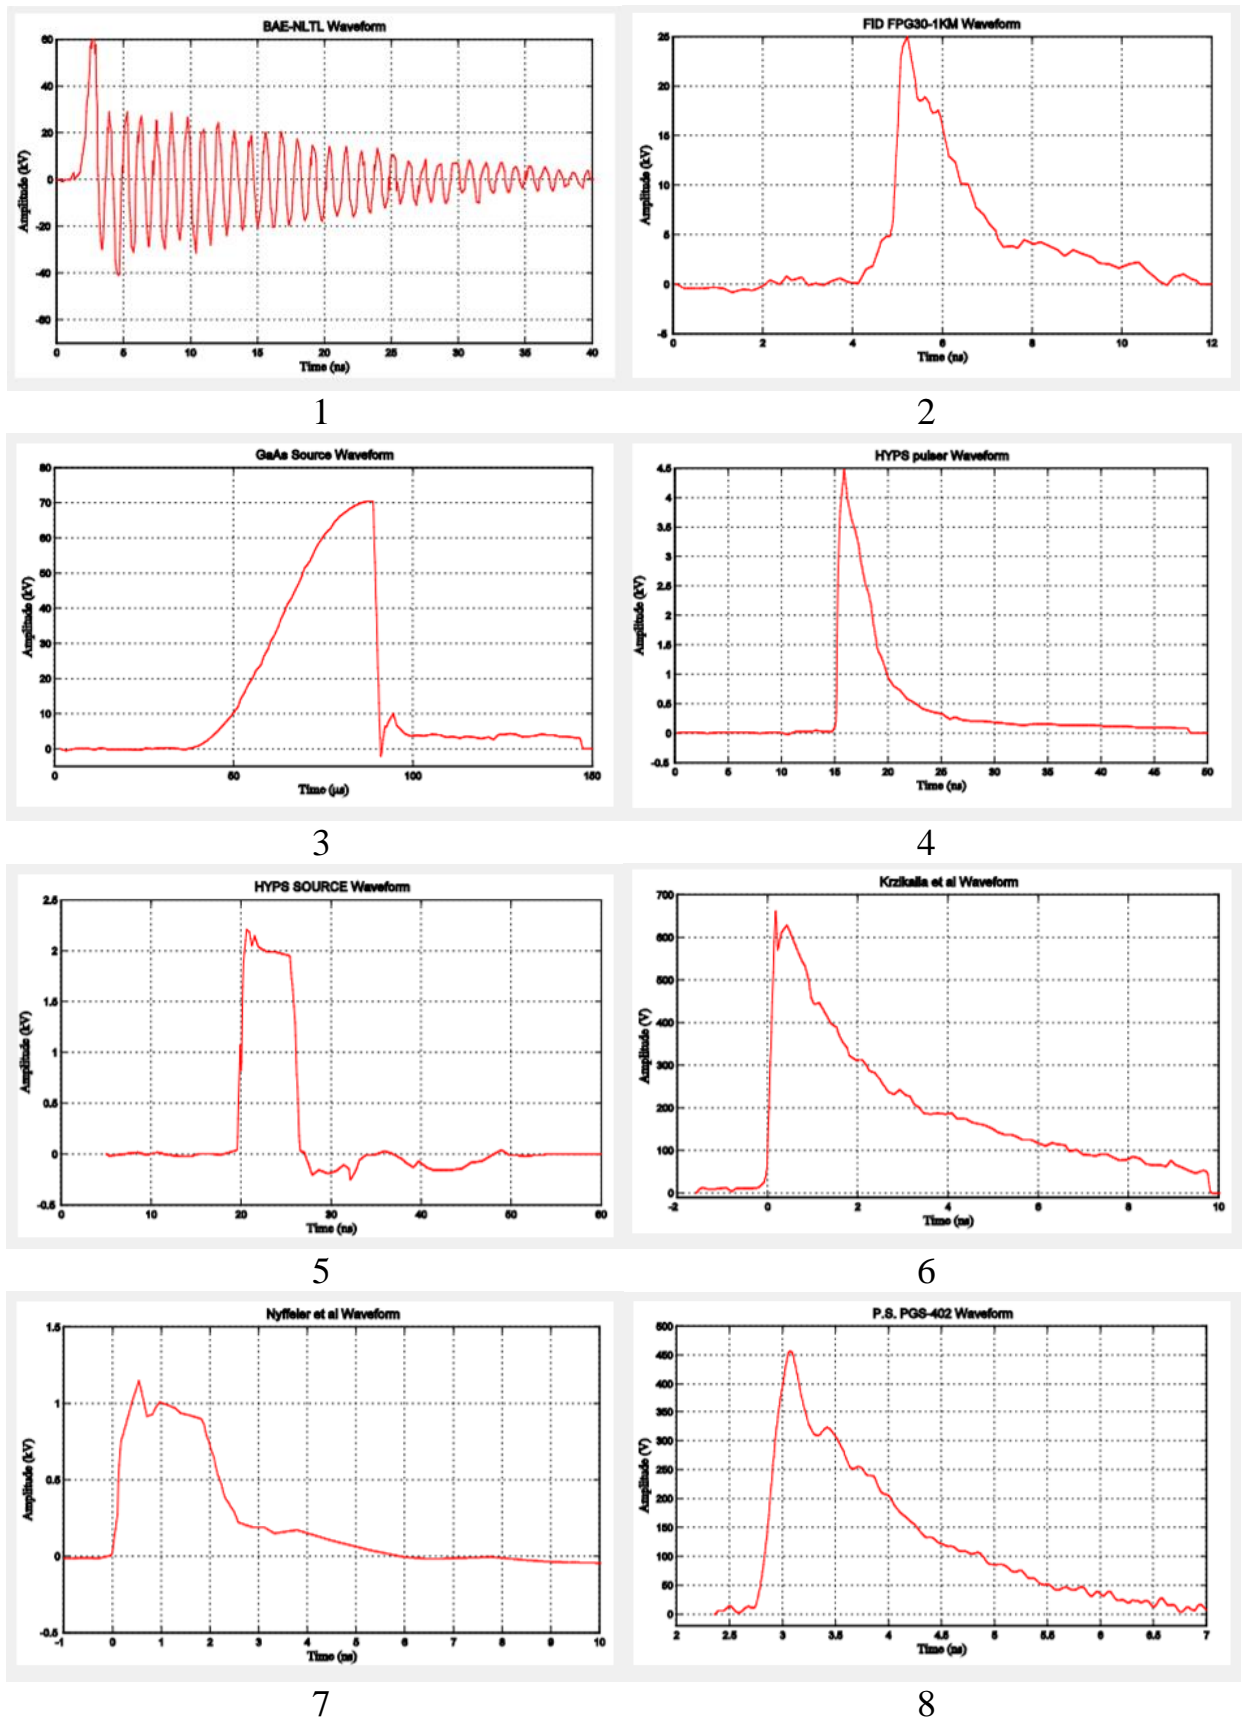 BAE-NLTL Waveform
Amplitude (kV)
60
40
20
0
-20
-40
-60
0 5 10 15 20 25 30 35 40
Time (ns)
1
FID FPG30-1KM Waveform
Amplitude (kV)
25
20
15
10
5
0
-5
0 2 4 6 8 10 12
Time (ns)
2
GaAs Source Waveform
Amplitude (kV)
80
70
60
50
40
30
20
10
0
0 50 100 150
Time (μs)
3
HYPS pulser Waveform
Amplitude (kV)
4.5
4
3.5
3
2.5
2
1.5
1
0.5
0
-0.5
0 5 10 15 20 25 30 35 40 45 50
Time (ns)
4
HYPS SOURCE Waveform
Amplitude (kV)
2.5
2
1.5
1
0.5
0
-0.5
0 10 20 30 40 50 60
Time (ns)
5
Krzikalla et al Waveform
Amplitude (V)
700
600
500
400
300
200
100
0
-2 0 2 4 6 8 10
Time (ns)
6
Nyffeler et al Waveform
Amplitude (kV)
1.5
1
0.5
0
-0.5
-1 0 1 2 3 4 5 6 7 8 9 10
Time (ns)
7
P.S. PGS-402 Waveform
Amplitude (V)
500
450
400
350
300
250
200
150
100
50
0
2 2.5 3 3.5 4 4.5 5 5.5 6 6.5 7
Time (ns)
8